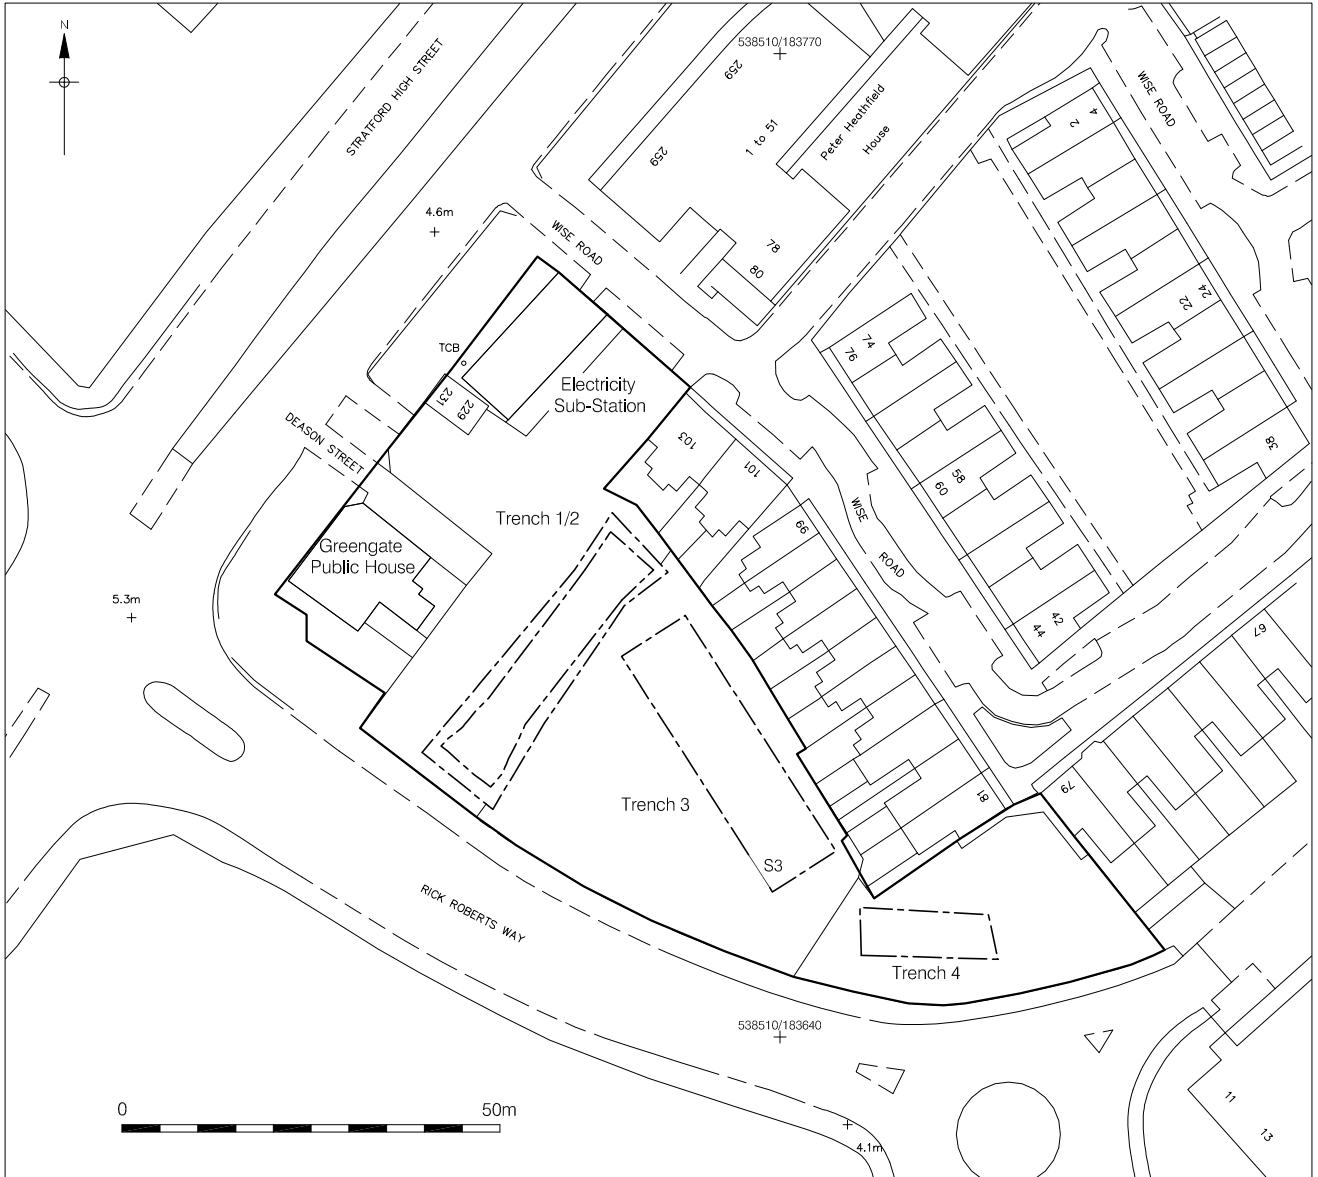 N
STRATFORD HIGH STREET
538510/183770
259
259
1 to 51
Peter Heathfield
House
WISE ROAD
4
2
4.6m
WISE ROAD
78
80
24
22
TCB
231
229
Electricity
Sub-Station
74
76
DEASON STREET
103
101
38
58
60
Trench 1/2
99
WISE
ROAD
Greengate
Public House
5.3m
42
44
67
Trench 3
81
79
S3
RICK ROBERTS WAY
Trench 4
538510/183640
0
50m
4.1m
11
13